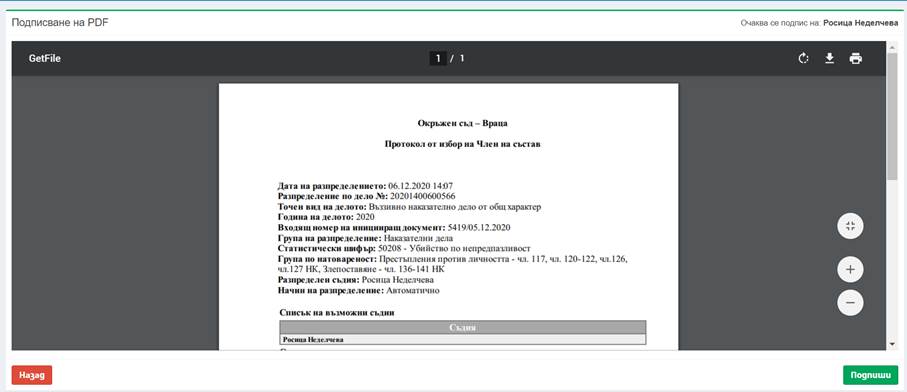 Подписване на PDF
Очаква се подпис на: Росица Неделчева
GetFile
1 / 1
Окръжен съд – Враца
Протокол от избор на Член на състав
Дата на разпределението: 06.12.2020 14:07
Разпределение по дело №: 20201400600566
Точен вид на делото: Въззивно наказателно дело от общ характер
Година на делото: 2020
Входящ номер на иницииращ документ: 5419/05.12.2020
Група на разпределение: Наказателни дела
Статистически шифър: 50208 - Убийство по непредпазливост
Група по натовареност: Престъпления против личността - чл. 117, чл. 120-122, чл.126,
чл.127 НК, Злепоставяне - чл. 136-141 НК
Разпределен съдия: Росица Неделчева
Начин на разпределение: Автоматично
Списък на възможни съдии
Съдия
Росица Неделчева
Назад
Подпиши